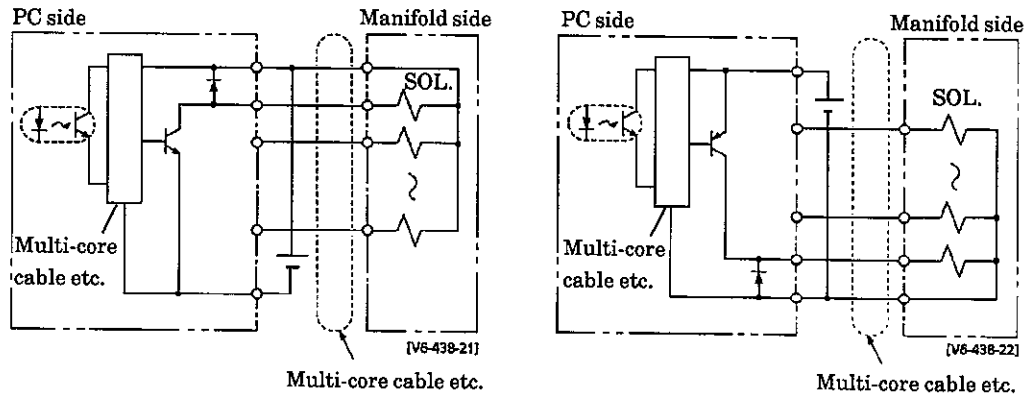 PC side
Manifold side
SOL.
Multi-core
cable etc.
[V6-438-21]
Multi-core cable etc.
PC side
Manifold side
SOL.
Multi-core
cable etc.
[V6-438-22]
Multi-core cable etc.